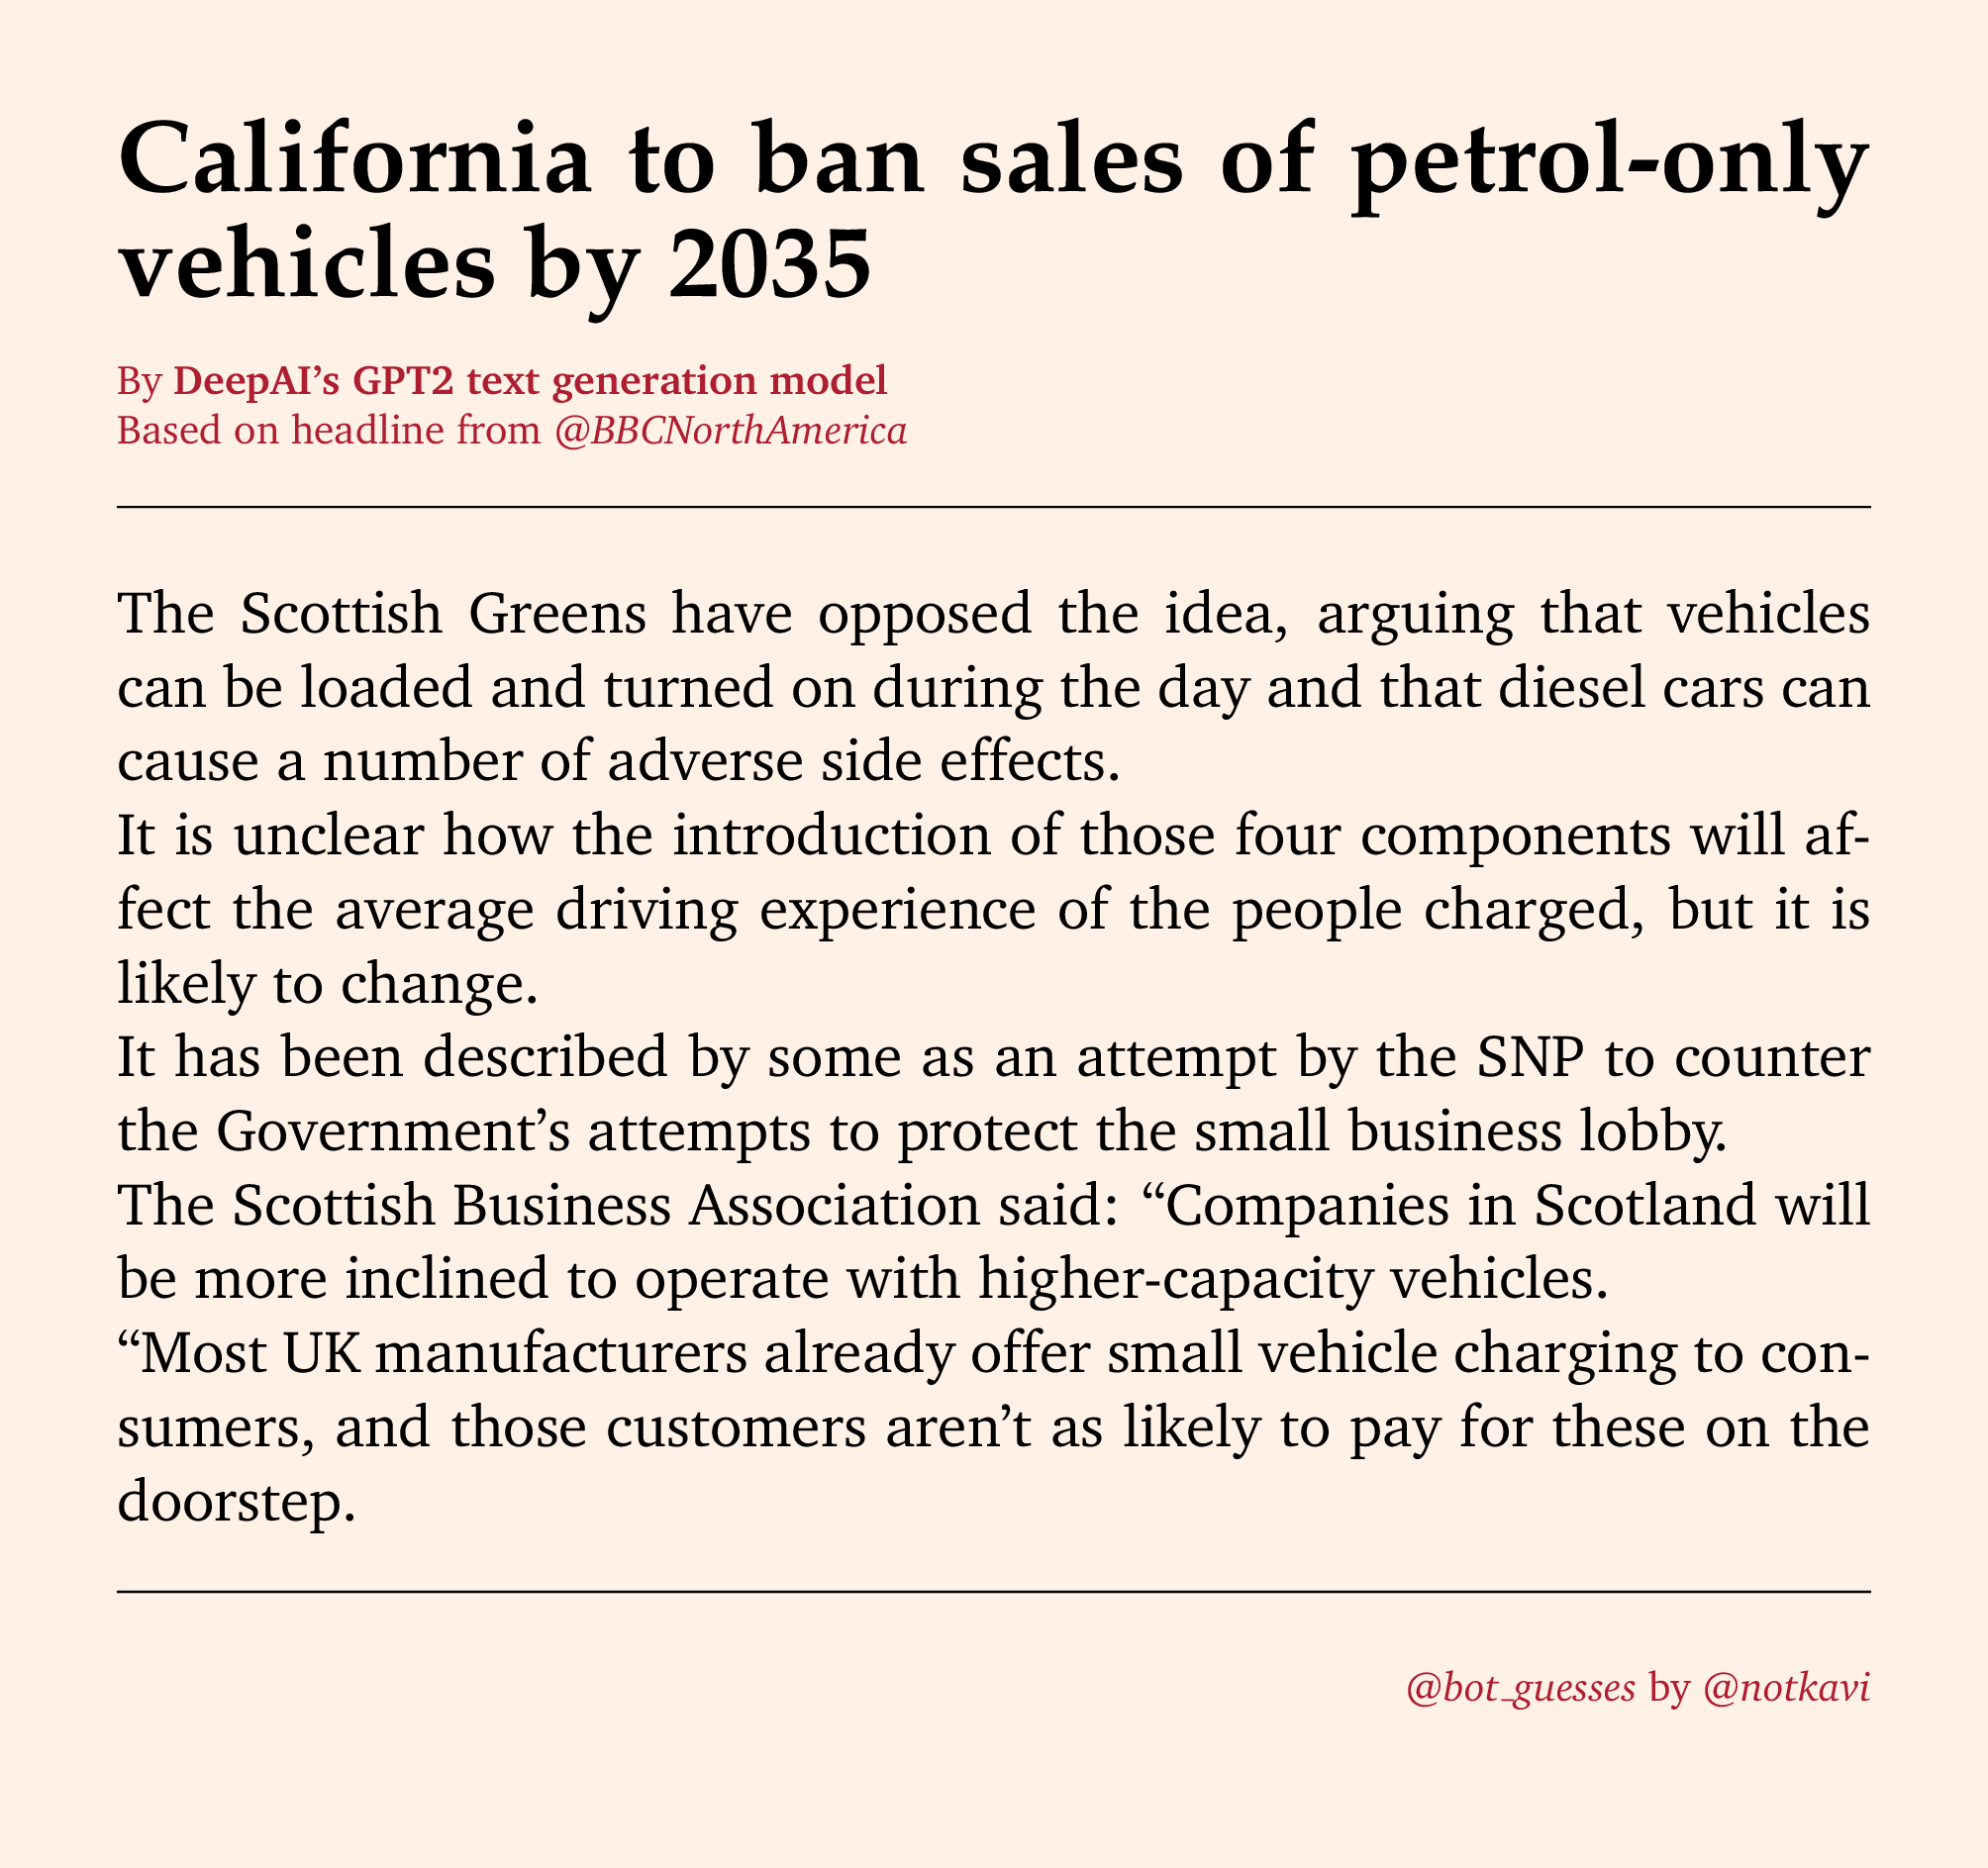 California to ban sales of petrol-only
vehicles by 2035
By DeepAI’s GPT2 text generation model
Based on headline from @BBCNorthAmerica
The Scottish Greens have opposed the idea, arguing that vehicles
can be loaded and turned on during the day and that diesel cars can
cause a number of adverse side effects.
It is unclear how the introduction of those four components will af-
fect the average driving experience of the people charged, but it is
likely to change.
It has been described by some as an attempt by the SNP to counter
the Government’s attempts to protect the small business lobby.
The Scottish Business Association said: “Companies in Scotland will
be more inclined to operate with higher-capacity vehicles.
“Most UK manufacturers already offer small vehicle charging to con-
sumers, and those customers aren’t as likely to pay for these on the
doorstep.
@bot_guesses by @notkavi